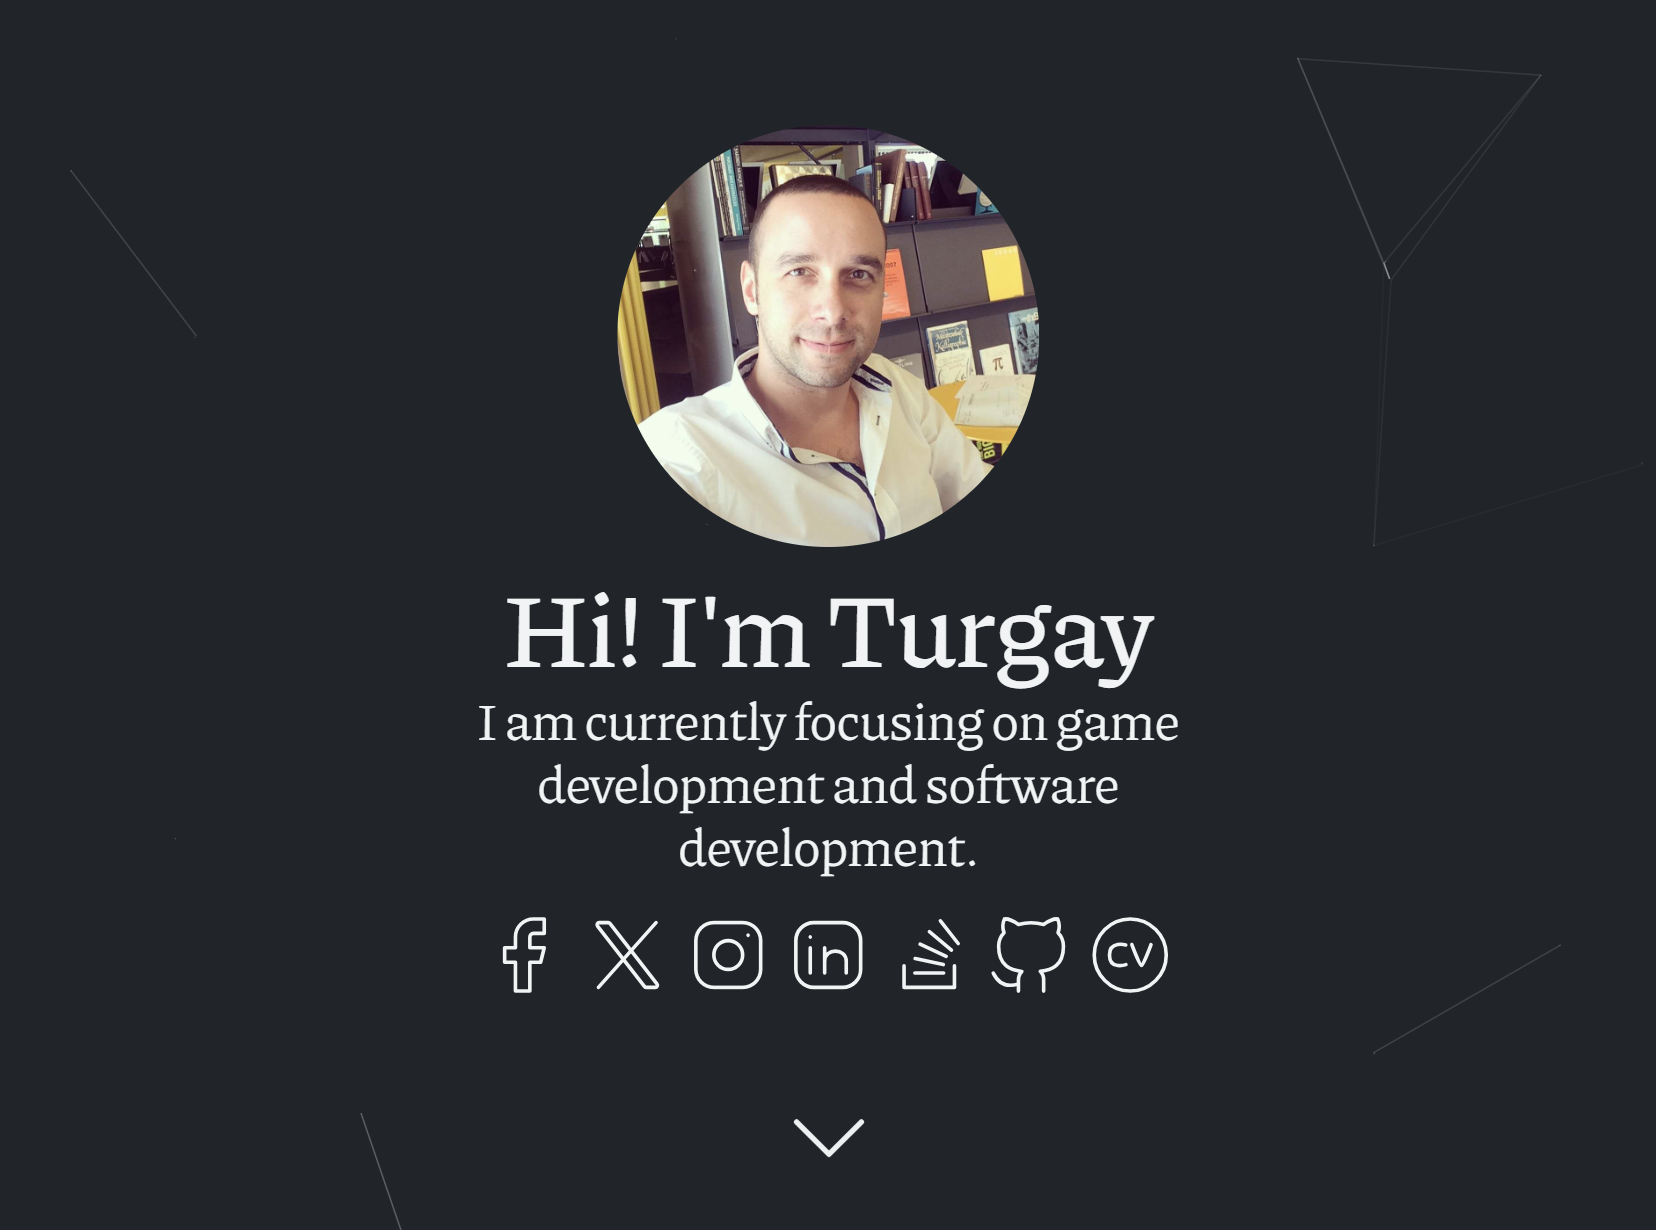 Hi! I'm Turgay
I am currently focusing on game
development and software
development.
in
CV